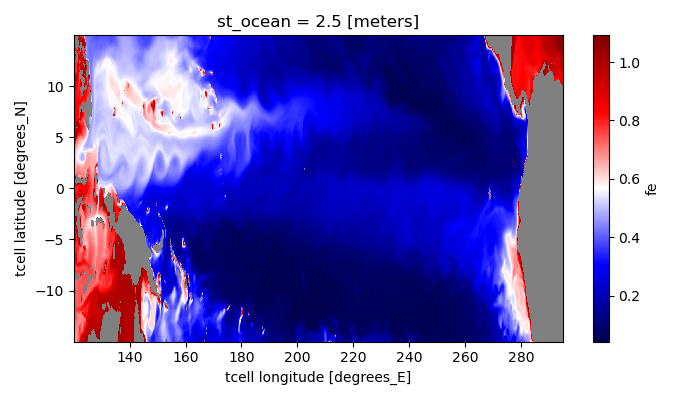 st_ocean = 2.5 [meters]
10
5
0
−5
−10
tcell latitude [degrees_N]
140 160 180 200 220 240 260 280
tcell longitude [degrees_E]
1.0
0.8
0.6
0.4
0.2
fe